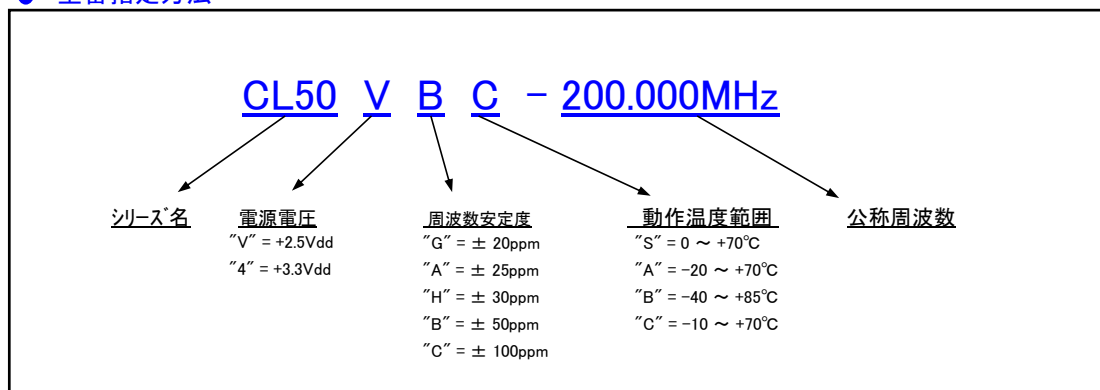 CL50 V B C - 200.000MHz
シリーズ名 電源電圧 周波数安定度 動作温度範囲 公称周波数
"V" = +2.5Vdd "G" = ± 20ppm "S" = 0 ～ +70℃
"4" = +3.3Vdd "A" = ± 25ppm "A" = -20 ～ +70℃
"H" = ± 30ppm "B" = -40 ～ +85℃
"B" = ± 50ppm "C" = -10 ～ +70℃
"C" = ± 100ppm